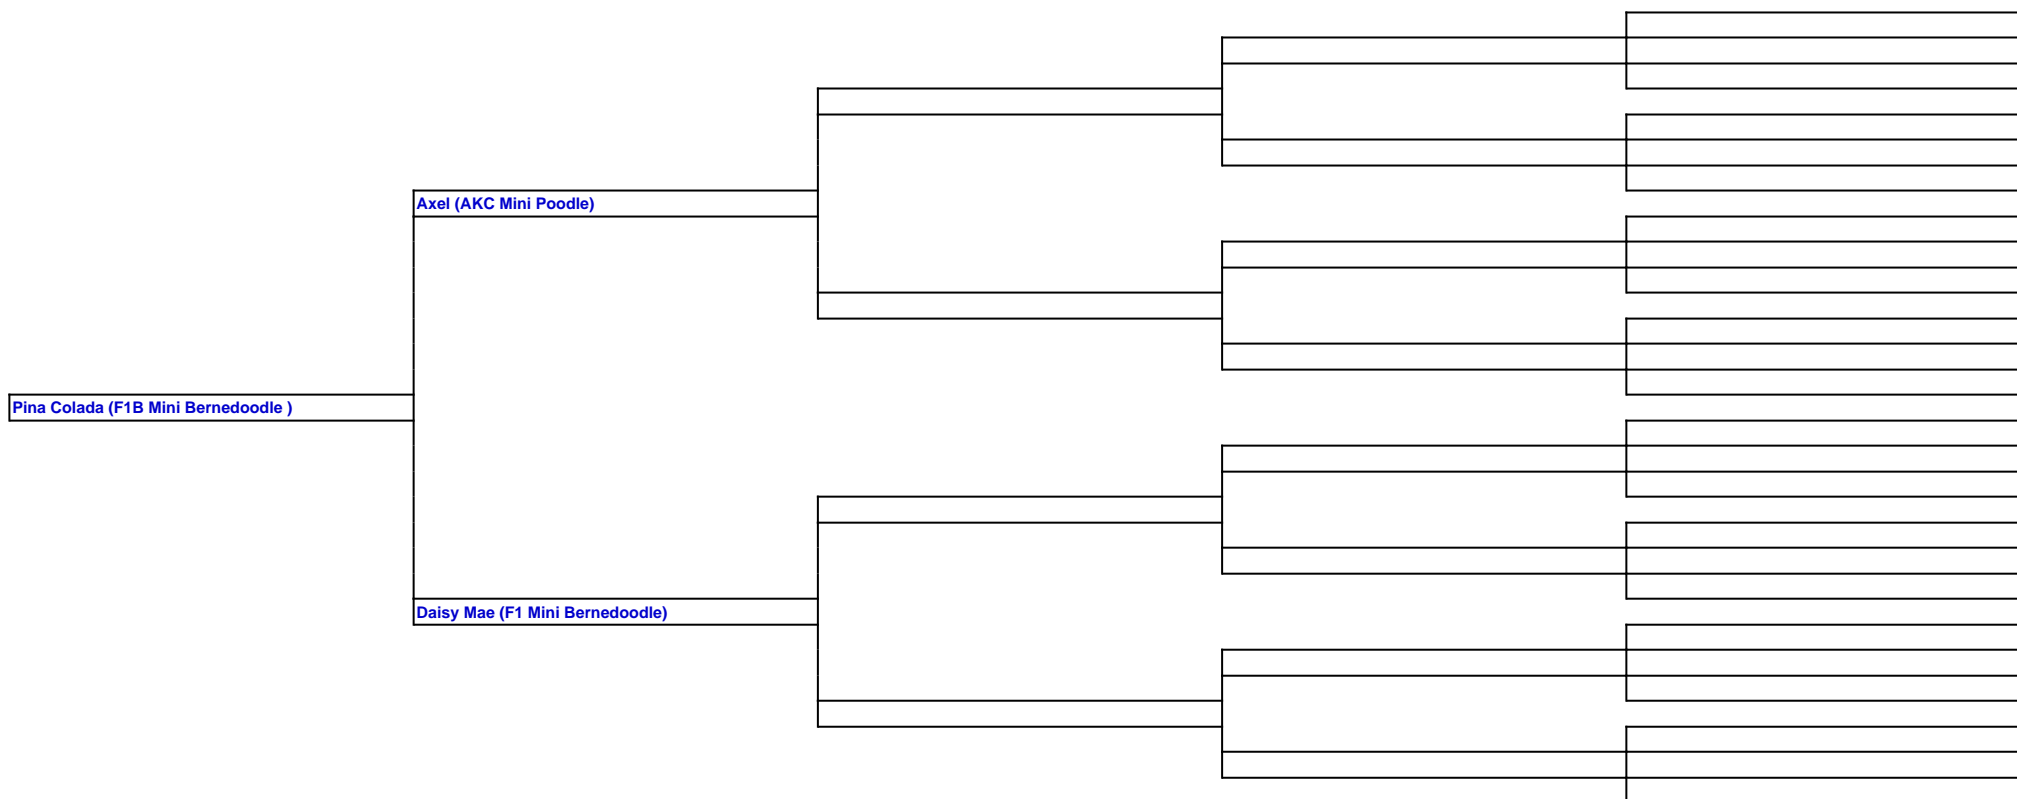 Axel (AKC Mini Poodle)
Pina Colada (F1B Mini Bernedoodle )
Daisy Mae (F1 Mini Bernedoodle)